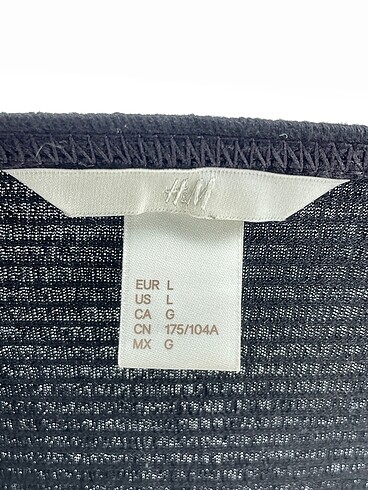 H&M
EUR L
US L
CA G
CN 175/104A
MX G